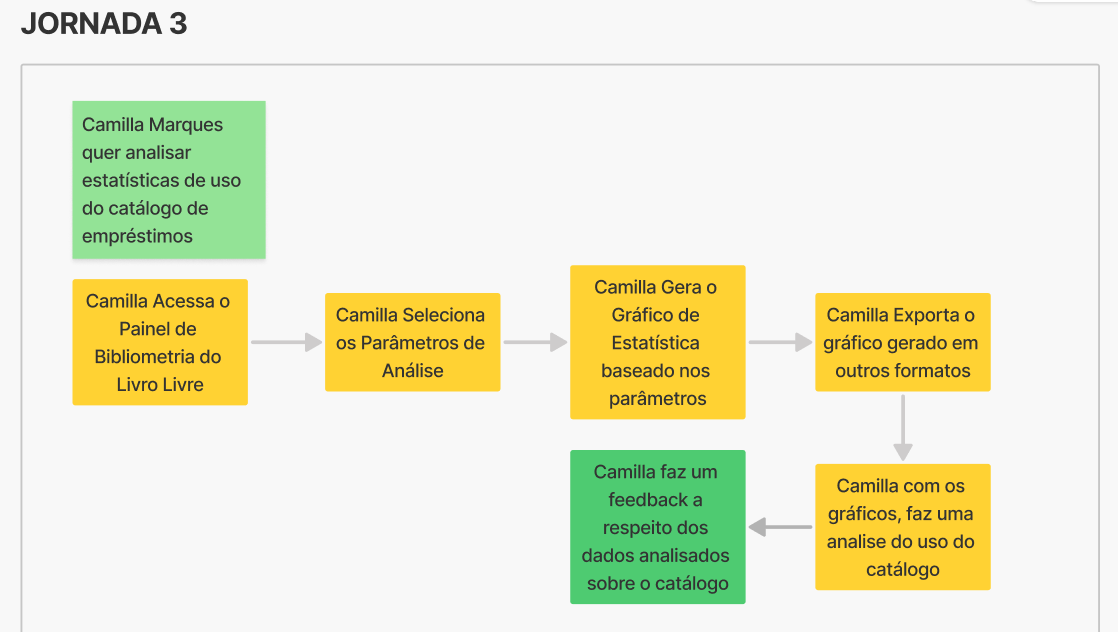 JORNADA 3
Camilla Marques
quer analisar
estatísticas de uso
do catálogo de
empréstimos
Camilla Acessa o
Painel de
Bibliometria do
Livro Livre
Camilla Seleciona
os Parâmetros de
Análise
Camilla Gera o
Gráfico de
Estatística
baseado nos
parâmetros
Camilla Exporta o
gráfico gerado em
outros formatos
Camilla com os
gráficos, faz uma
analise do uso do
catálogo
Camilla faz um
feedback a
respeito dos
dados analisados
sobre o catálogo